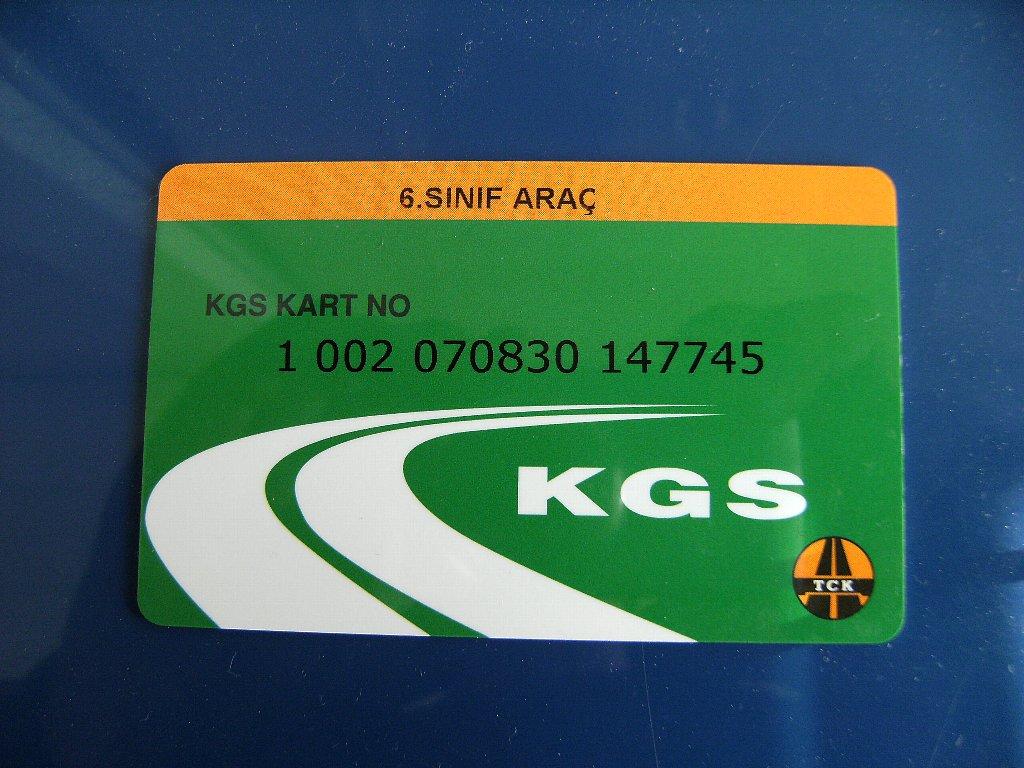 6.SINIF ARAÇ
KGS KART NO
1 002 070830 147745
KGS
TCK